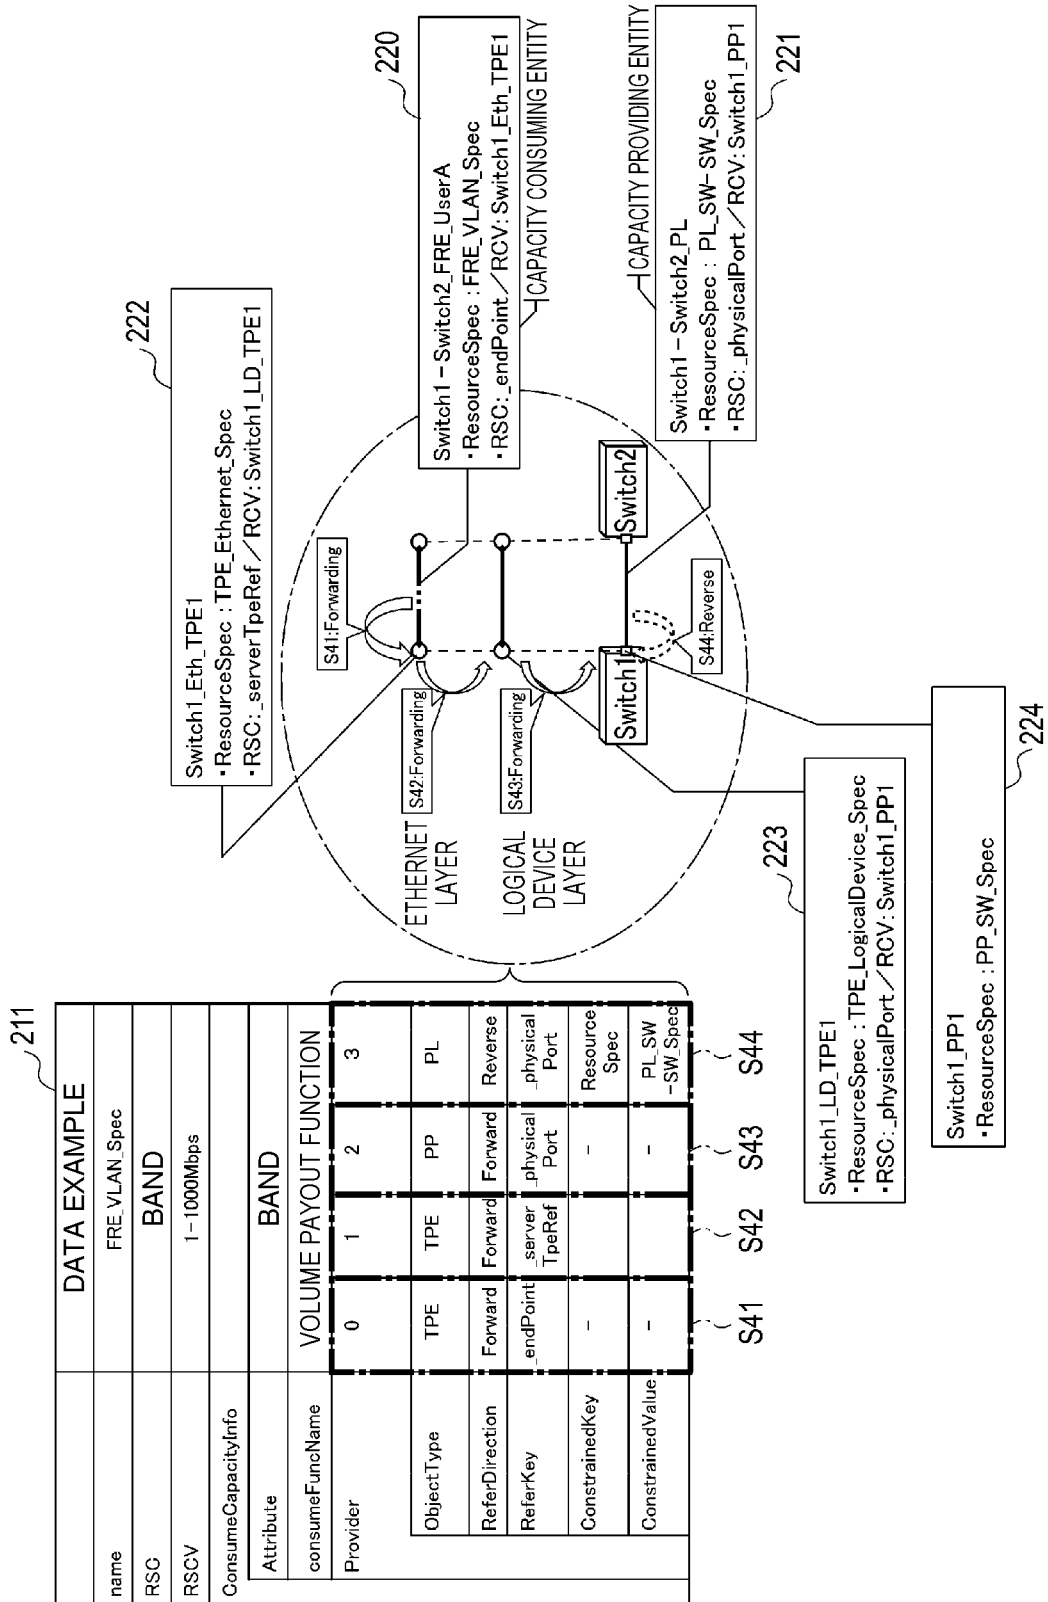 211
DATA EXAMPLE
name
FRE_VLAN_Spec
RSC
BAND
RSCV
1-1000Mbps
ConsumeCapacityInfo
Attribute
BAND
consumeFuncName
VOLUME PAYOUT FUNCTION
Provider
0
1
2
3
ObjectType
TPE
TPE
PP
PL
ReferDirection
Forward
Forward
Forward
Reverse
ReferKey
_endPoint
_server
TpeRef
_physical
Port
_physical
Port
ConstrainedKey
-
-
Resource
Spec
ConstrainedValue
-
-
PL_SW
-SW_Spec
S41
S42
S43
S44
222
Switch1_Eth_TPE1
・ResourceSpec : TPE_Ethernet_Spec
・RSC:_serverTpeRef／RCV:Switch1_LD_TPE1
220
Switch1-Switch2_FRE_UserA
・ResourceSpec : FRE_VLAN_Spec
・RSC:_endPoint／RCV:Switch1_Eth_TPE1
CAPACITY CONSUMING ENTITY
CAPACITY PROVIDING ENTITY
Switch1-Switch2_PL
・ResourceSpec : PL_SW-SW_Spec
・RSC:_physicalPort／RCV:Switch1_PP1
221
S41:Forwarding
S42:Forwarding
S43:Forwarding
S44:Reverse
ETHERNET
LAYER
LOGICAL
DEVICE
LAYER
Switch1
Switch2
Switch1_LD_TPE1
・ResourceSpec : TPE_LogicalDevice_Spec
・RSC:_physicalPort／RCV:Switch1_PP1
223
Switch1_PP1
・ResourceSpec : PP_SW_Spec
224